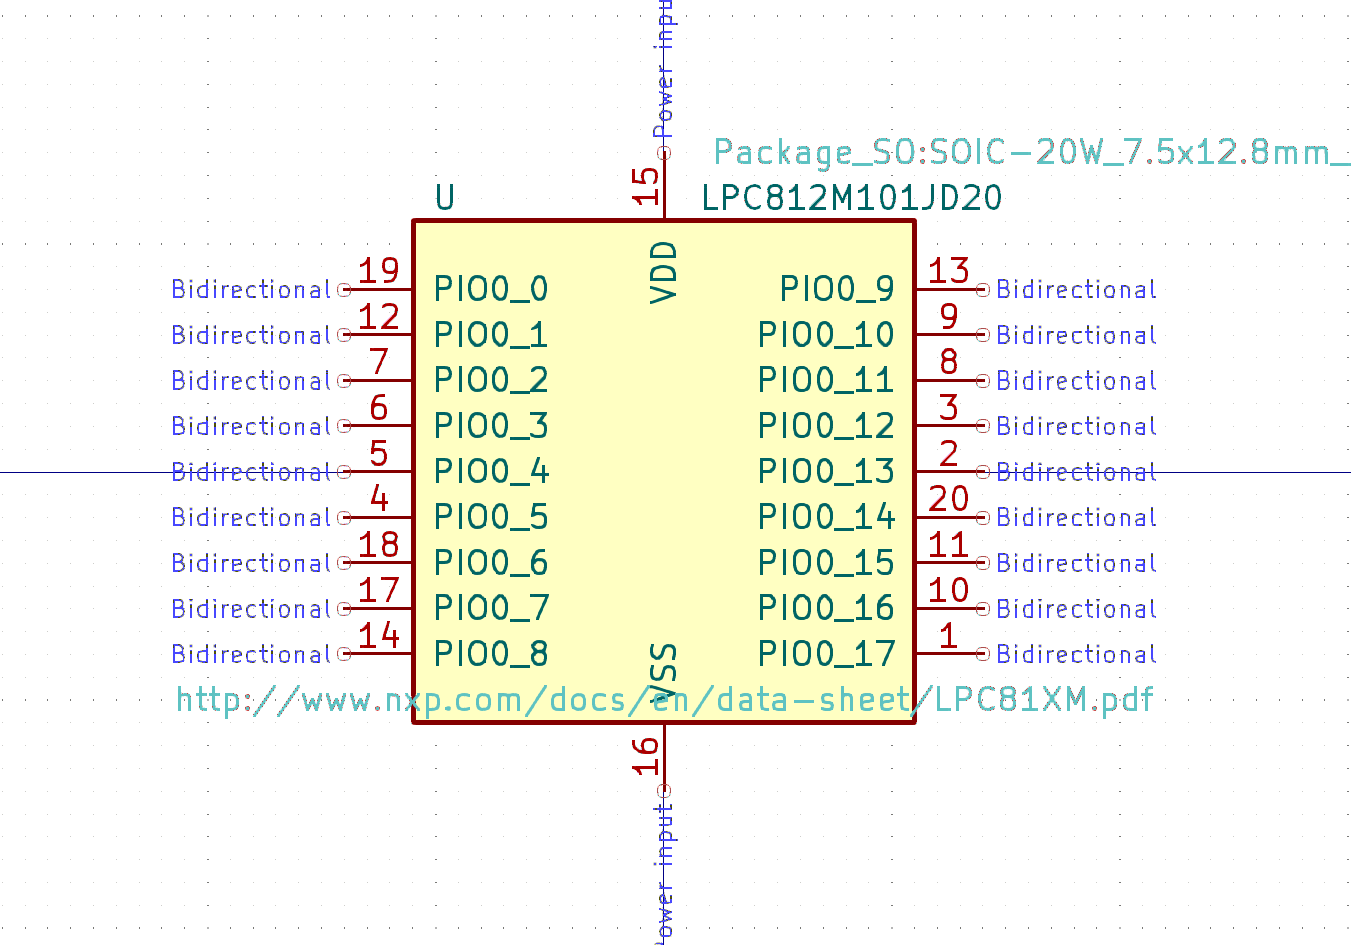 Power inpu
Package_SO:SOIC-20W_7.5x12.8mm_
15
U
LPC812M101JD20
VDD
Bidirectional 19 PIO0_0 PIO0_9 13 Bidirectional
Bidirectional 12 PIO0_1 PIO0_10 9 Bidirectional
Bidirectional 7 PIO0_2 PIO0_11 8 Bidirectional
Bidirectional 6 PIO0_3 PIO0_12 3 Bidirectional
Bidirectional 5 PIO0_4 PIO0_13 2 Bidirectional
Bidirectional 4 PIO0_5 PIO0_14 20 Bidirectional
Bidirectional 18 PIO0_6 PIO0_15 11 Bidirectional
Bidirectional 17 PIO0_7 PIO0_16 10 Bidirectional
Bidirectional 14 PIO0_8 PIO0_17 1 Bidirectional
VSS
http://www.nxp.com/docs/en/data-sheet/LPC81XM.pdf
16
Power input